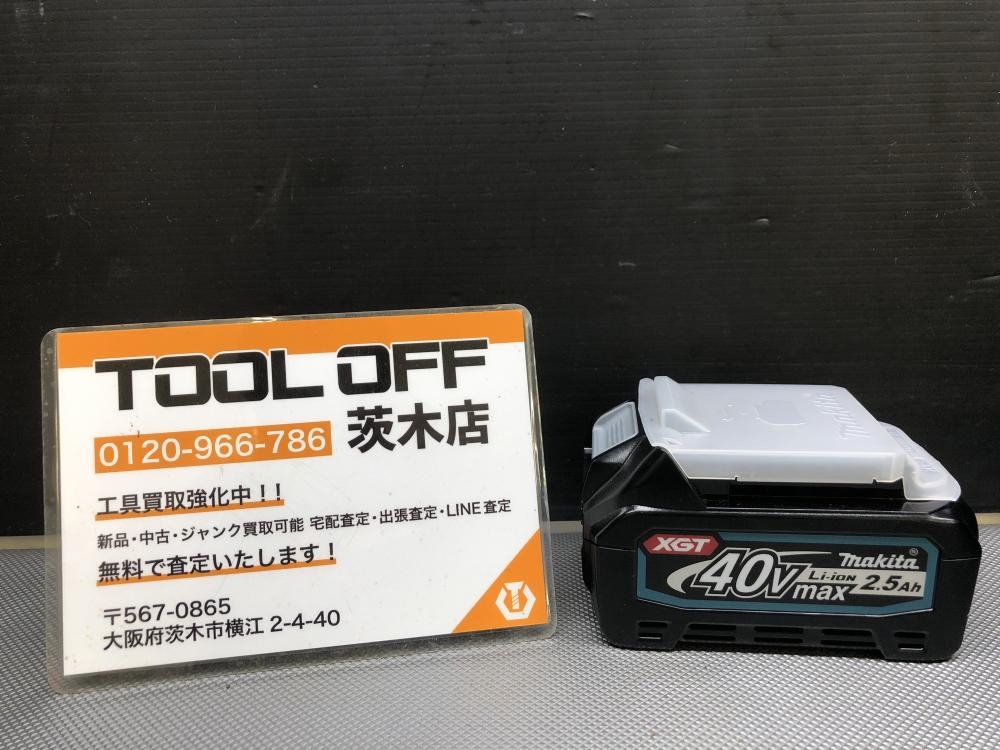 TOOL OFF
0120-966-786 茨木店
工具買取強化中！！
新品・中古・ジャンク買取可能 宅配査定・出張査定・LINE査定
無料で査定いたします！
〒567-0865
大阪府茨木市横江 2-4-40
makita
XGT
40Vmax
Li-ion 2.5Ah
makita®